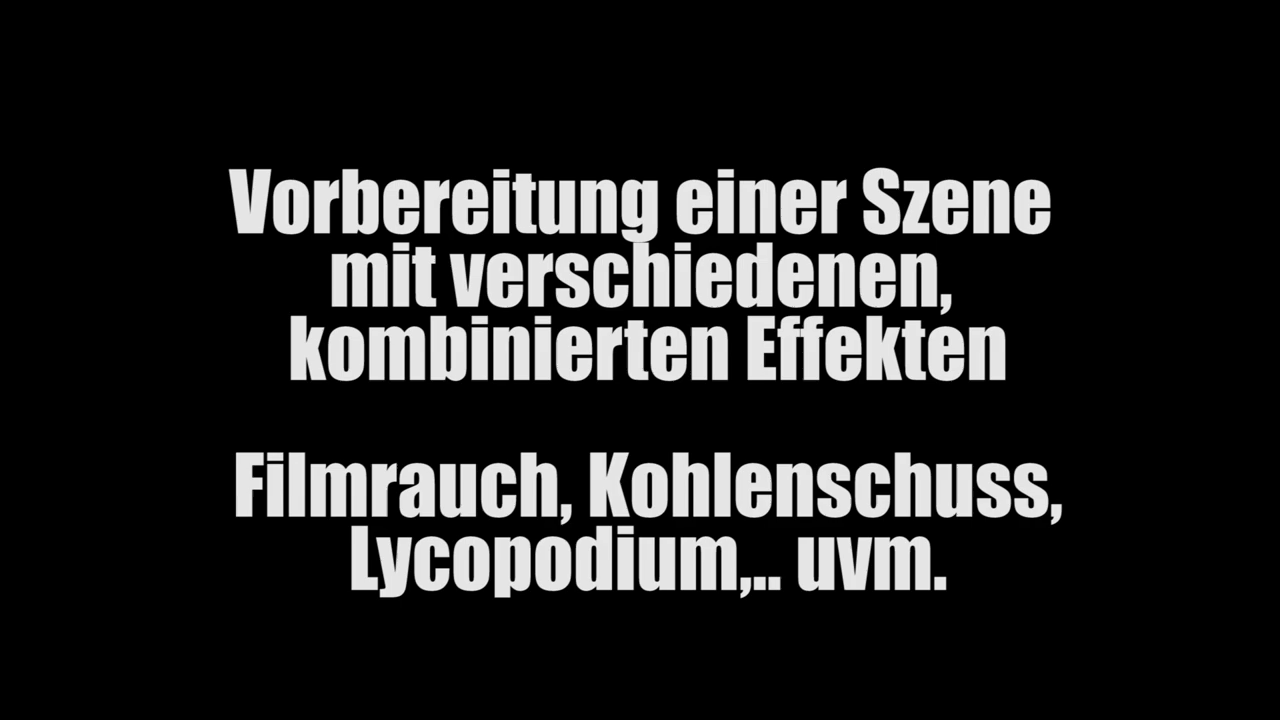 Vorbereitung einer Szene
mit verschiedenen,
kombinierten Effekten
Filmrauch, Kohlenschuss,
Lycopodium,.. uvm.